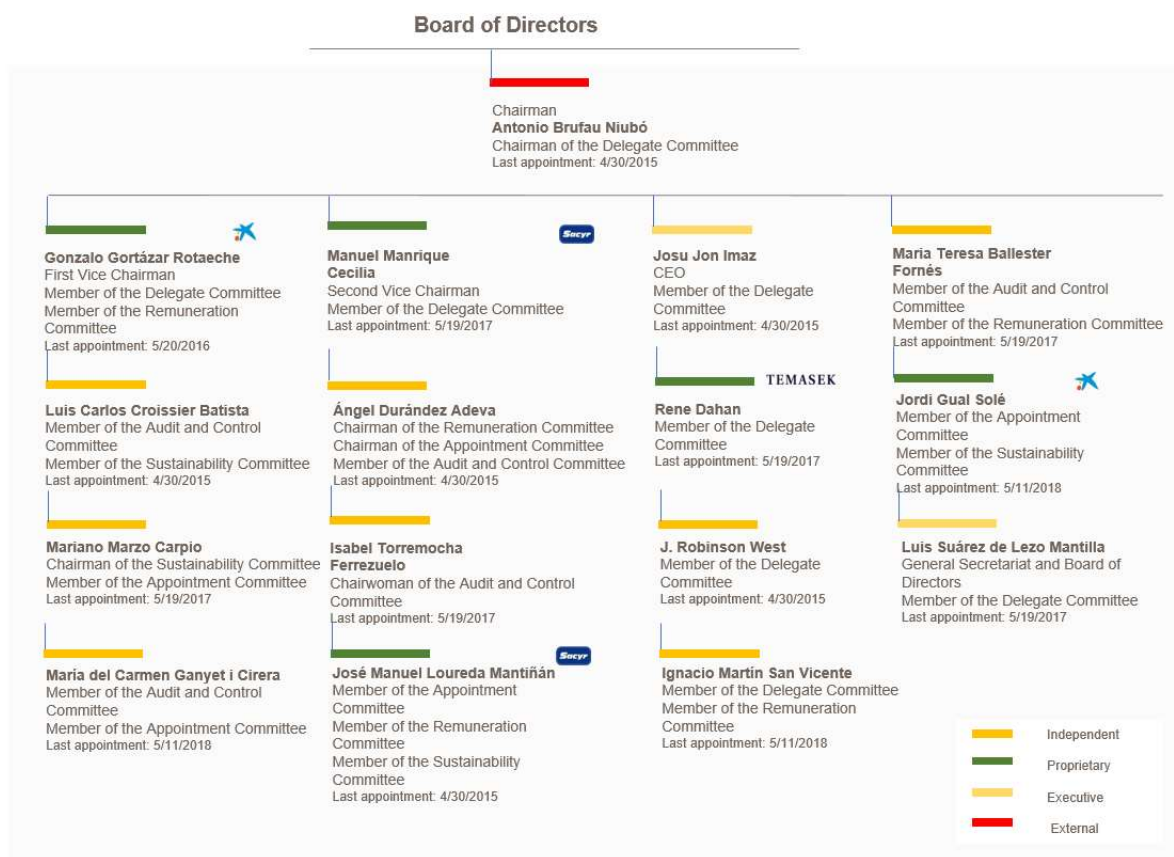 Board of Directors
Chairman
Antonio Brufau Niubó
Chairman of the Delegate Committee
Last appointment: 4/30/2015
Gonzalo Gortázar Rotaeche
First Vice Chairman
Member of the Delegate Committee
Member of the Remuneration
Committee
Last appointment: 5/20/2016
Sacyr
Manuel Manrique
Cecilia
Second Vice Chairman
Member of the Delegate Committee
Last appointment: 5/19/2017
Josu Jon Imaz
CEO
Member of the Delegate
Committee
Last appointment: 4/30/2015
Maria Teresa Ballester
Fornés
Member of the Audit and Control
Committee
Member of the Remuneration Committee
Last appointment: 5/19/2017
Luis Carlos Croissier Batista
Member of the Audit and Control
Committee
Member of the Sustainability Committee
Last appointment: 4/30/2015
Ángel Durández Adeva
Chairman of the Remuneration Committee
Chairman of the Appointment Committee
Member of the Audit and Control Committee
Last appointment: 4/30/2015
TEMASEK
Rene Dahan
Member of the Delegate
Committee
Last appointment: 5/19/2017
Jordi Gual Solé
Member of the Appointment
Committee
Member of the Sustainability
Committee
Last appointment: 5/11/2018
Mariano Marzo Carpio
Chairman of the Sustainability Committee
Member of the Appointment Committee
Last appointment: 5/19/2017
Isabel Torremocha
Ferrezuelo
Chairwoman of the Audit and Control
Committee
Last appointment: 5/19/2017
J. Robinson West
Member of the Delegate
Committee
Last appointment: 4/30/2015
Luis Suárez de Lezo Mantilla
General Secretariat and Board of
Directors
Member of the Delegate Committee
Last appointment: 5/19/2017
María del Carmen Ganyet i Cirera
Member of the Audit and Control
Committee
Member of the Appointment Committee
Last appointment: 5/11/2018
Sacyr
José Manuel Loureda Mantiñán
Member of the Appointment
Committee
Member of the Remuneration
Committee
Member of the Sustainability
Committee
Last appointment: 4/30/2015
Ignacio Martín San Vicente
Member of the Delegate Committee
Member of the Remuneration
Committee
Last appointment: 5/11/2018
Independent
Proprietary
Executive
External